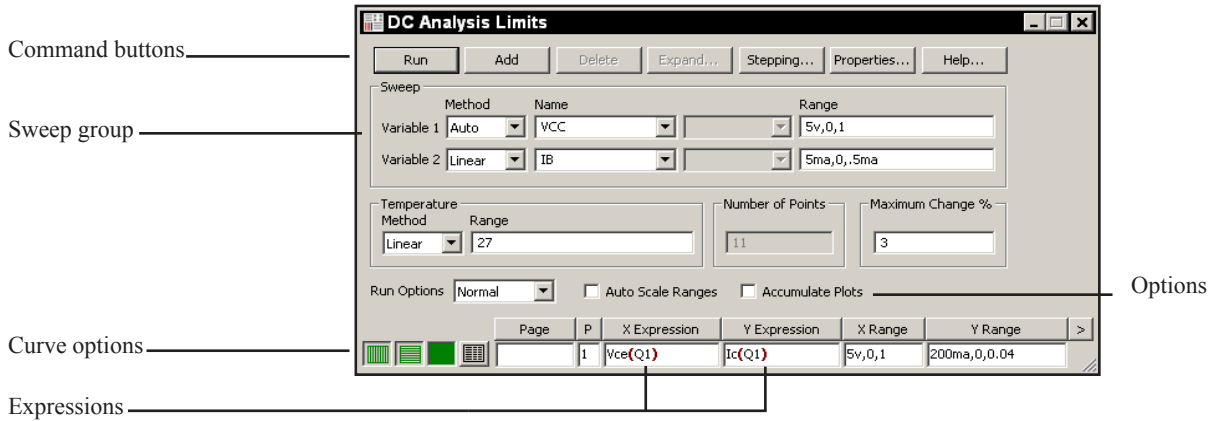 DC Analysis Limits
Command buttons
Run Add Delete Expand... Stepping... Properties... Help...
Sweep
Method Name Range
Sweep group
Variable 1 Auto VCC 5v,0,1
Variable 2 Linear IB 5ma,0,.5ma
Temperature Number of Points Maximum Change %
Method Range
Linear 27 11 3
Run Options Normal Auto Scale Ranges Accumulate Plots
Options
Page P X Expression Y Expression X Range Y Range >
Curve options
1 Vce(Q1) Ic(Q1) 5v,0,1 200ma,0,0.04
Expressions